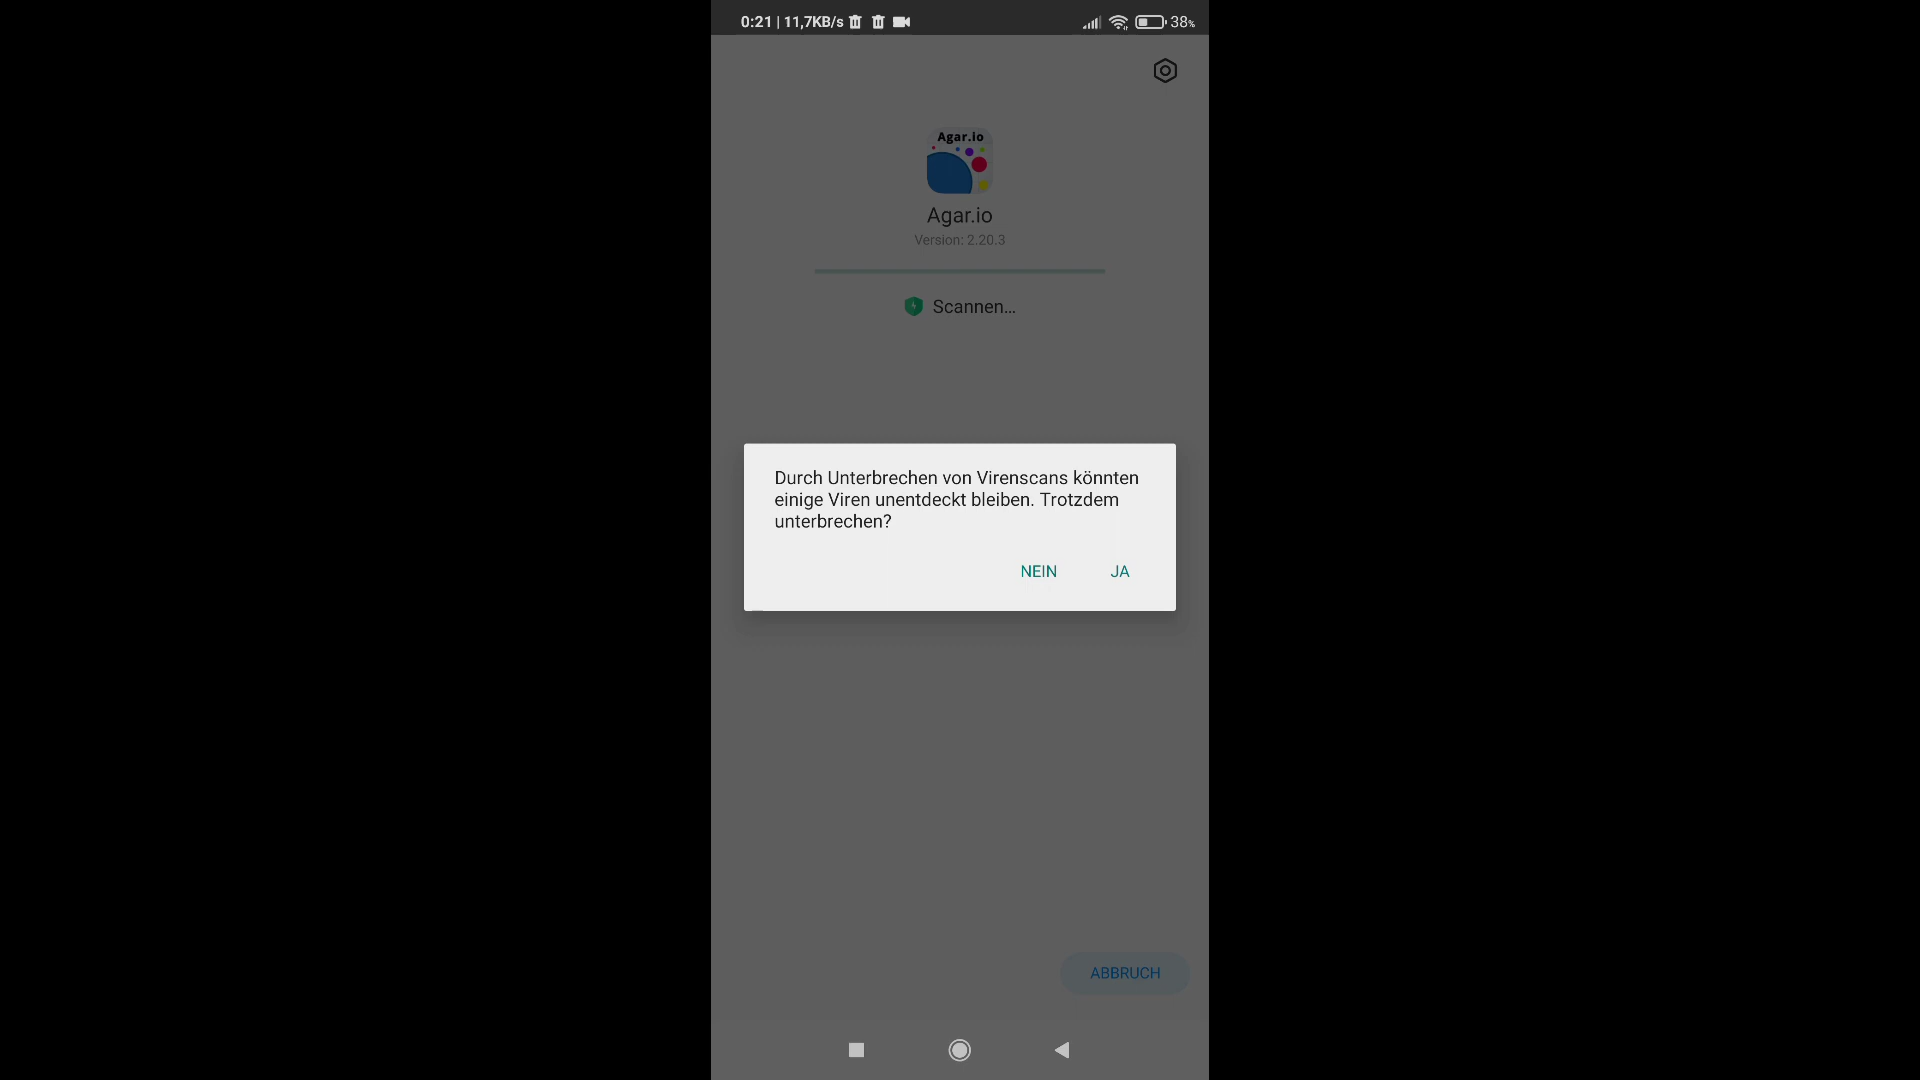 0:21 | 11,7KB/s
38%
Agar.io
Agar.io
Version: 2.20.3
Scannen...
Durch Unterbrechen von Virenscans könnten
einige Viren unentdeckt bleiben. Trotzdem
unterbrechen?
NEIN JA
ABBRUCH